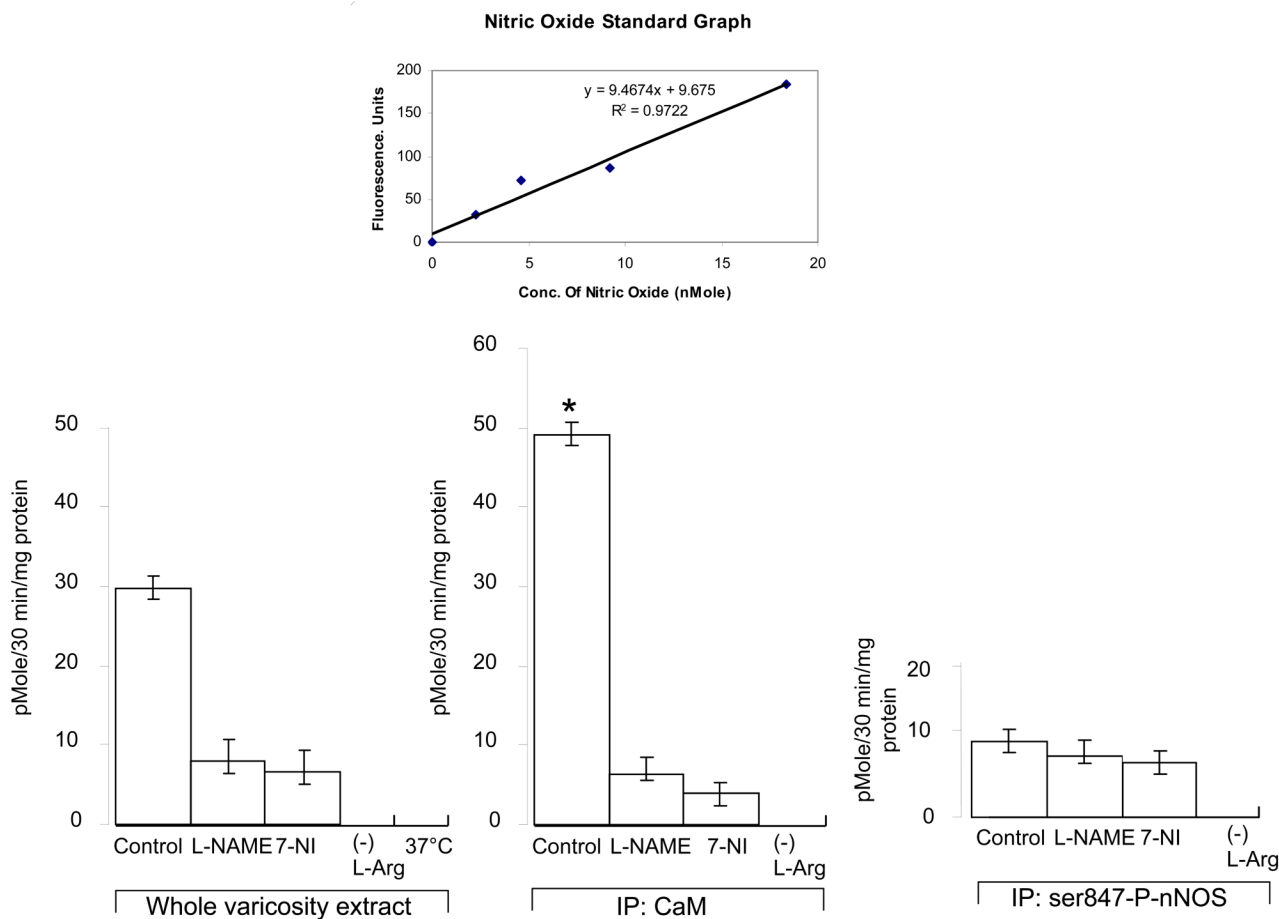 Nitric Oxide Standard Graph
200
150
100
50
0
Fluorescence. Units
y = 9.4674x + 9.675
R² = 0.9722
0 5 10 15 20
Conc. Of Nitric Oxide (nMole)
50
40
30
20
10
0
pMole/30 min/mg protein
Control L-NAME 7-NI (-) 37°C
L-Arg
Whole varicosity extract
60
50
40
30
20
10
0
pMole/30 min/mg protein
*
Control L-NAME 7-NI (-)
L-Arg
IP: CaM
20
10
0
pMole/30 min/mg
protein
Control L-NAME 7-NI (-)
L-Arg
IP: ser847-P-nNOS